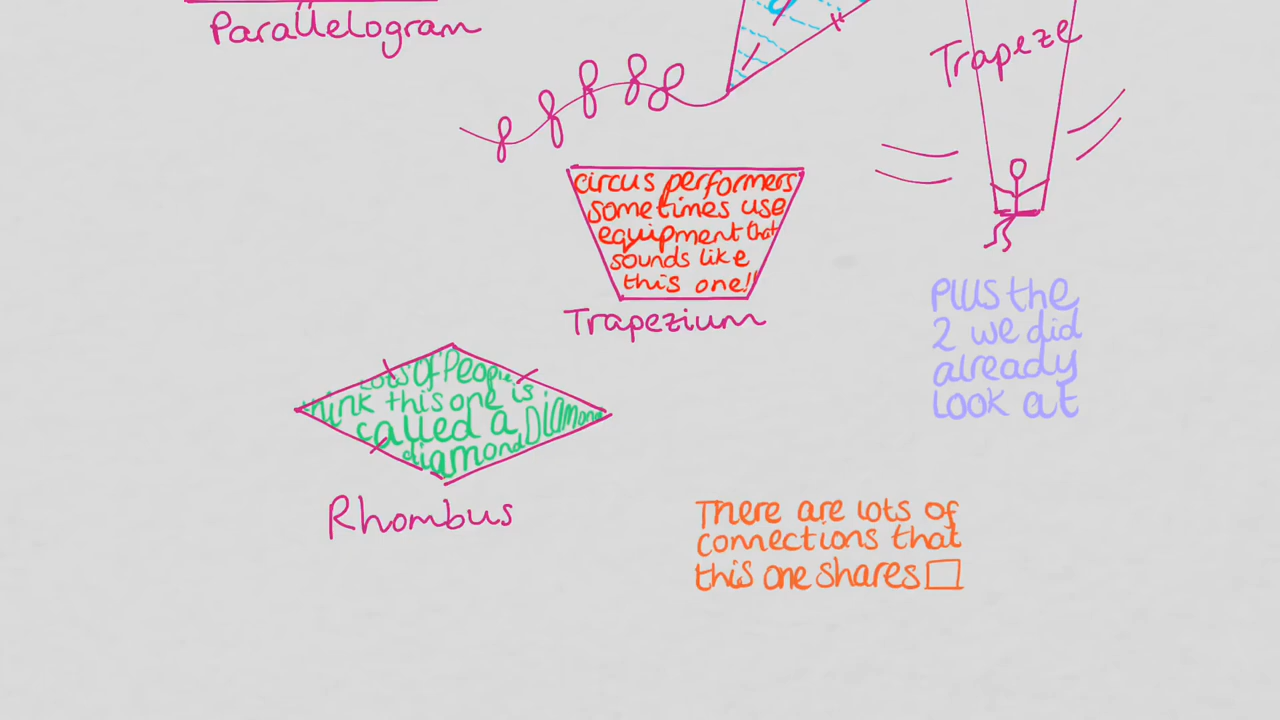 Parallelogram
Trapeze
circus performers
sometimes use
equipment that
sounds like
this one!!
Trapezium
Plus the
2 we did
already
look at
Lots of People
think this one is
called a
diamond Diamond
Rhombus
There are lots of
connections that
this one shares